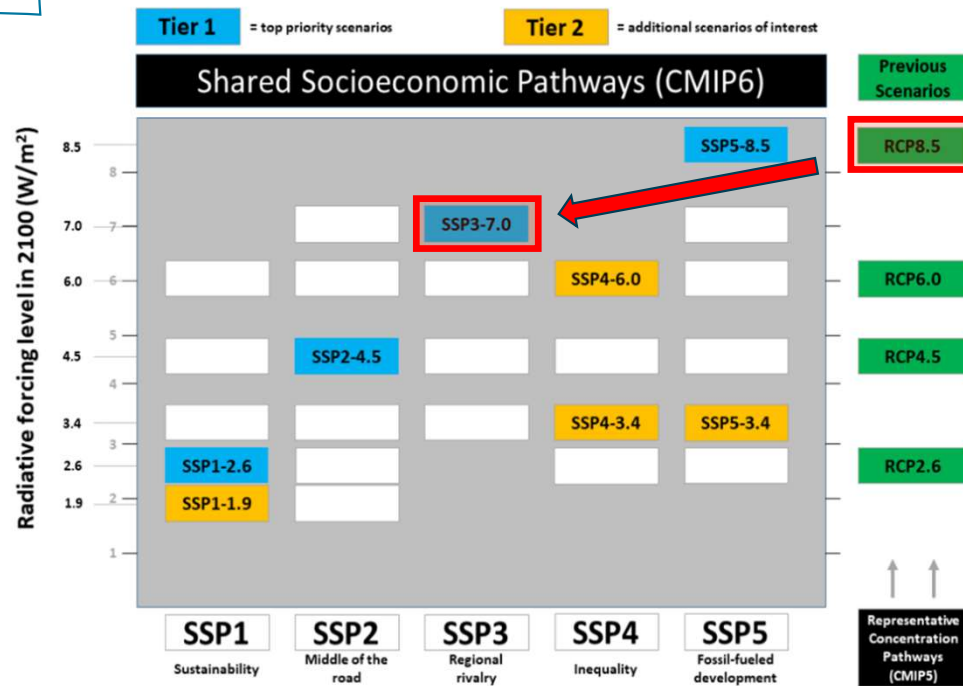 Tier 1 = top priority scenarios Tier 2 = additional scenarios of interest
Shared Socioeconomic Pathways (CMIP6)
Previous
Scenarios
Radiative forcing level in 2100 (W/m²)
8.5
8
7.0
7
6.0
6
5
4.5
4
3.4
3
2.6
1.9
2
1
SSP5-8.5
RCP8.5
SSP3-7.0
SSP4-6.0
RCP6.0
SSP2-4.5
RCP4.5
SSP4-3.4
SSP5-3.4
SSP1-2.6
RCP2.6
SSP1-1.9
SSP1
Sustainability
SSP2
Middle of the
road
SSP3
Regional
rivalry
SSP4
Inequality
SSP5
Fossil-fueled
development
Representative
Concentration
Pathways
(CMIP5)